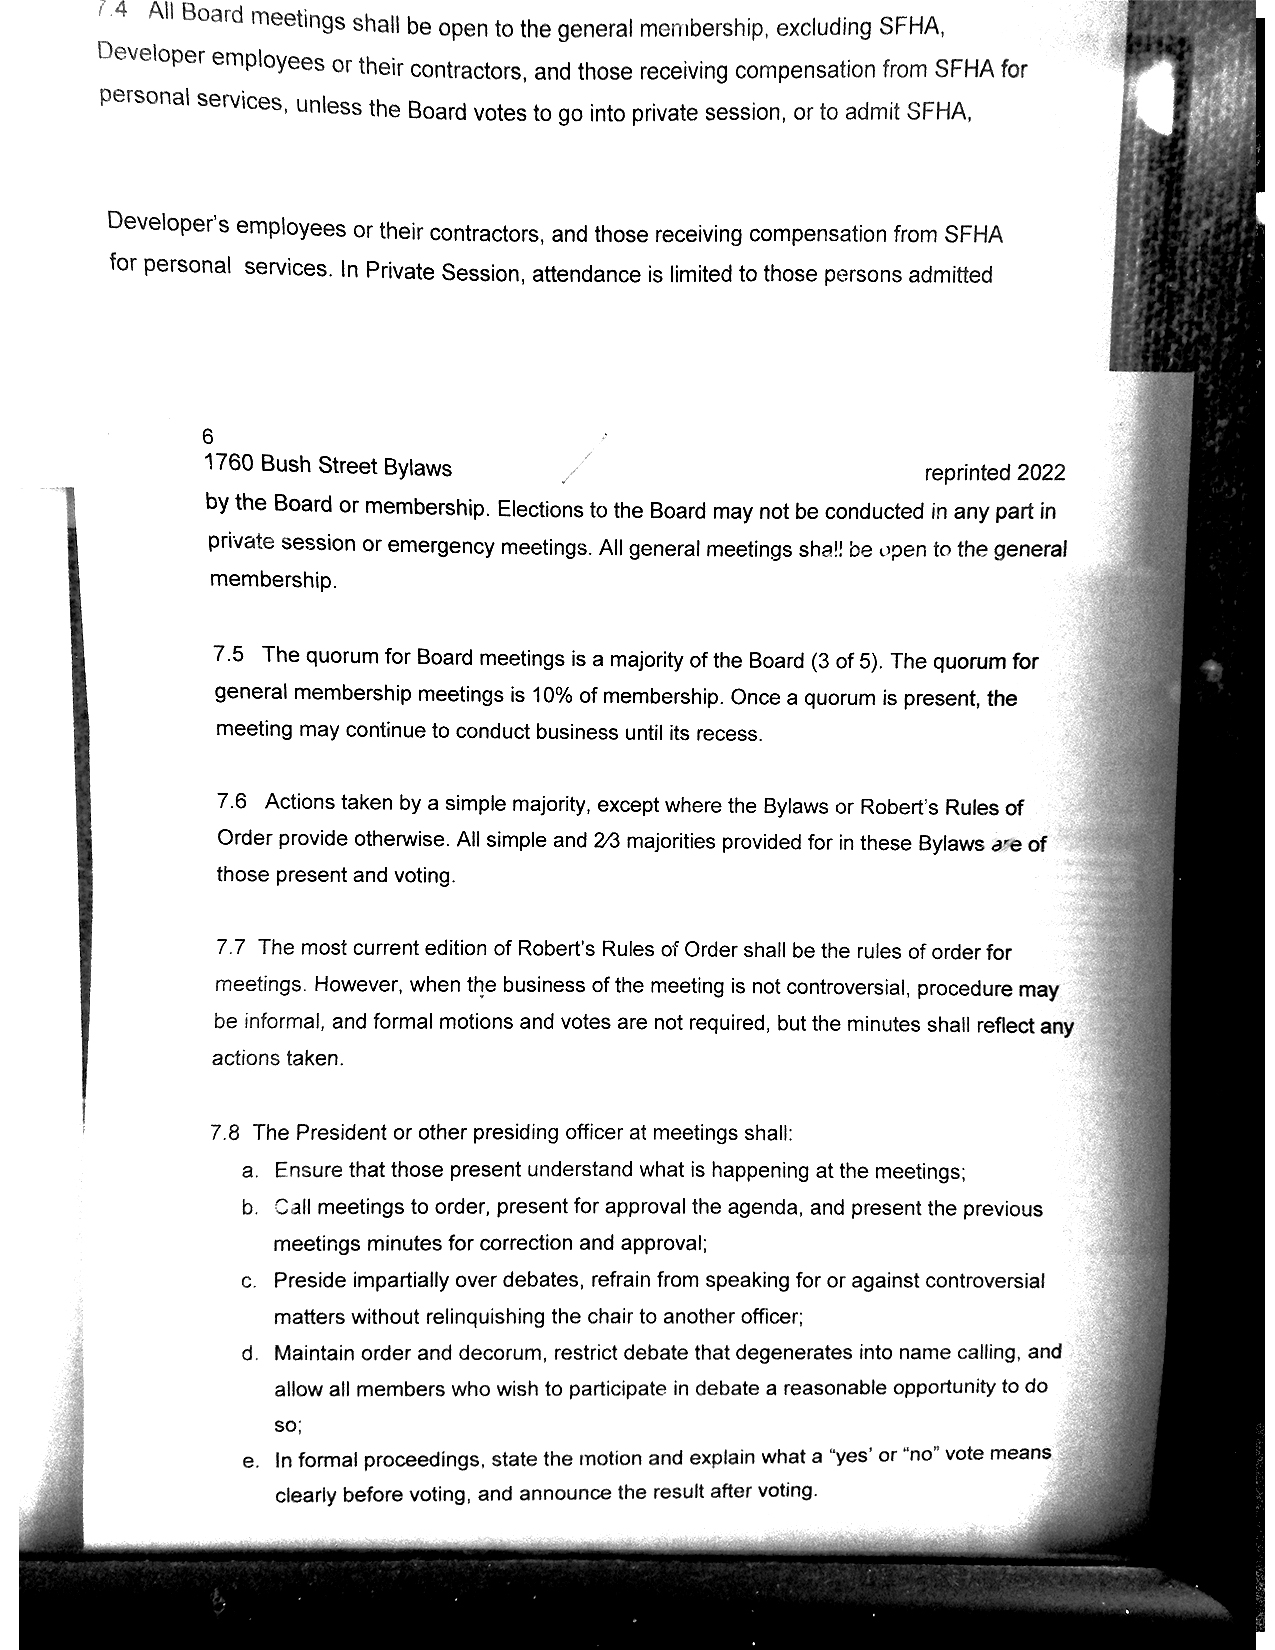 7.4 All Board meetings shall be open to the general membership, excluding SFHA,
Developer employees or their contractors, and those receiving compensation from SFHA for
personal services, unless the Board votes to go into private session, or to admit SFHA,
Developer's employees or their contractors, and those receiving compensation from SFHA
for personal services. In Private Session, attendance is limited to those persons admitted
6
1760 Bush Street Bylaws reprinted 2022
by the Board or membership. Elections to the Board may not be conducted in any part in
private session or emergency meetings. All general meetings shall be open to the general
membership.
7.5 The quorum for Board meetings is a majority of the Board (3 of 5). The quorum for
general membership meetings is 10% of membership. Once a quorum is present, the
meeting may continue to conduct business until its recess.
7.6 Actions taken by a simple majority, except where the Bylaws or Robert's Rules of
Order provide otherwise. All simple and 2/3 majorities provided for in these Bylaws are of
those present and voting.
7.7 The most current edition of Robert's Rules of Order shall be the rules of order for
meetings. However, when the business of the meeting is not controversial, procedure may
be informal, and formal motions and votes are not required, but the minutes shall reflect any
actions taken.
7.8 The President or other presiding officer at meetings shall:
a. Ensure that those present understand what is happening at the meetings;
b. Call meetings to order, present for approval the agenda, and present the previous
meetings minutes for correction and approval;
c. Preside impartially over debates, refrain from speaking for or against controversial
matters without relinquishing the chair to another officer;
d. Maintain order and decorum, restrict debate that degenerates into name calling, and
allow all members who wish to participate in debate a reasonable opportunity to do
so;
e. In formal proceedings, state the motion and explain what a “yes’ or “no” vote means
clearly before voting, and announce the result after voting.